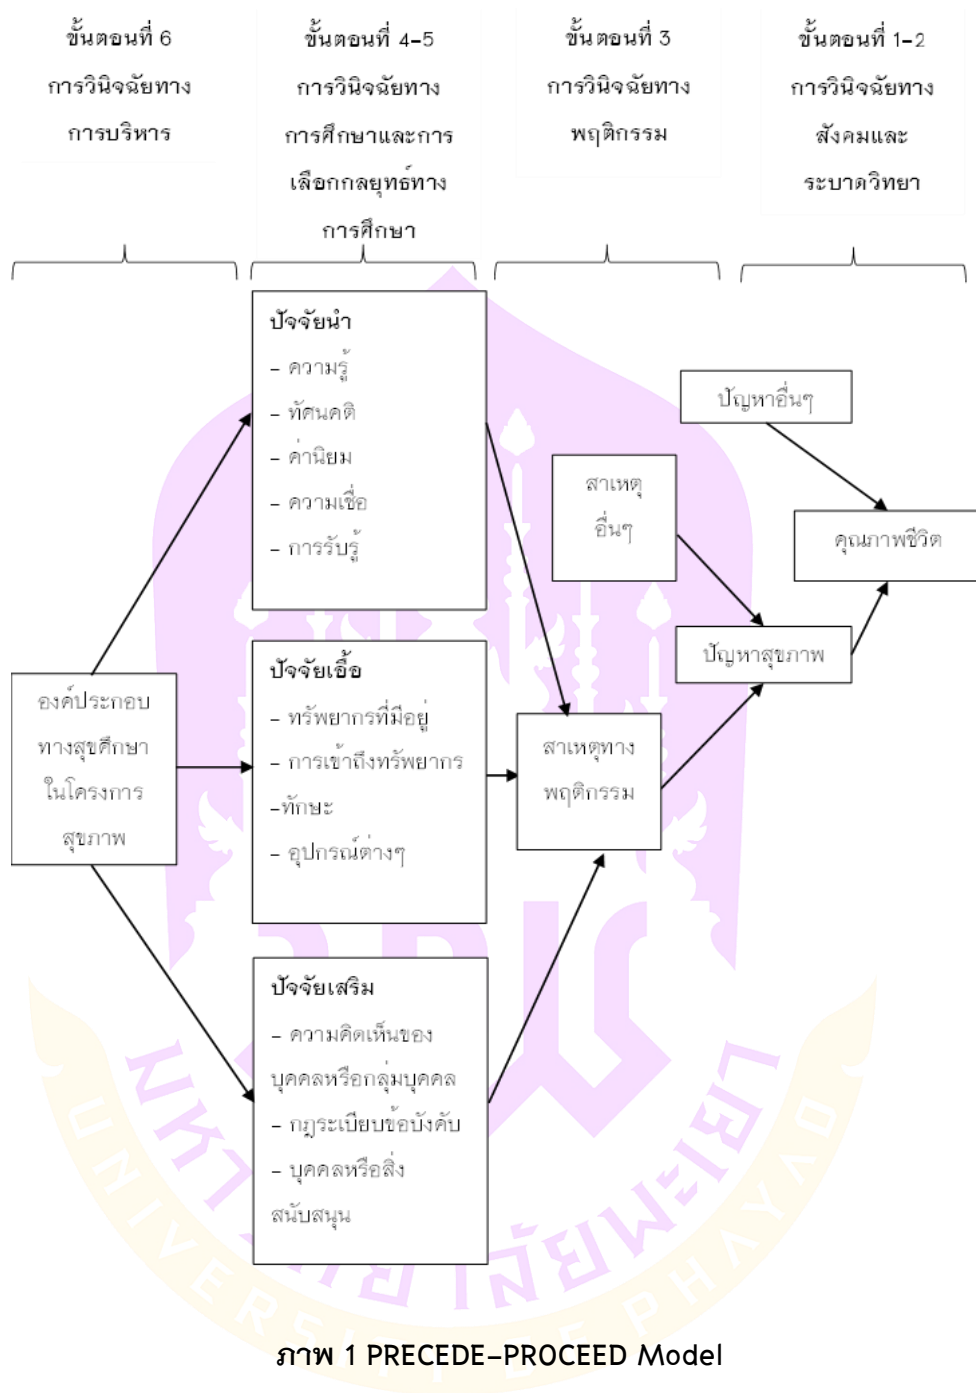 ขั้นตอนที่ 6
การวินิจฉัยทาง
การบริหาร
ขั้นตอนที่ 4-5
การวินิจฉัยทาง
การศึกษาและการ
เลือกกลยุทธ์ทาง
การศึกษา
ขั้นตอนที่ 3
การวินิจฉัยทาง
พฤติกรรม
ขั้นตอนที่ 1-2
การวินิจฉัยทาง
สังคมและ
ระบาดวิทยา
องค์ประกอบ
ทางสุขศึกษา
ในโครงการ
สุขภาพ
ปัจจัยนำ
- ความรู้
- ทัศนคติ
- ค่านิยม
- ความเชื่อ
- การรับรู้
ปัจจัยเอื้อ
- ทรัพยากรที่มีอยู่
- การเข้าถึงทรัพยากร
-ทักษะ
- อุปกรณ์ต่างๆ
ปัจจัยเสริม
- ความคิดเห็นของ
บุคคลหรือกลุ่มบุคคล
- กฎระเบียบข้อบังคับ
- บุคคลหรือสิ่ง
สนับสนุน
สาเหตุ
อื่นๆ
สาเหตุทาง
พฤติกรรม
ปัญหาอื่นๆ
ปัญหาสุขภาพ
คุณภาพชีวิต
มหาวิทยาลัยพะเยา
UNIVERSITY OF PHAYAO
ภาพ 1 PRECEDE-PROCEED Model